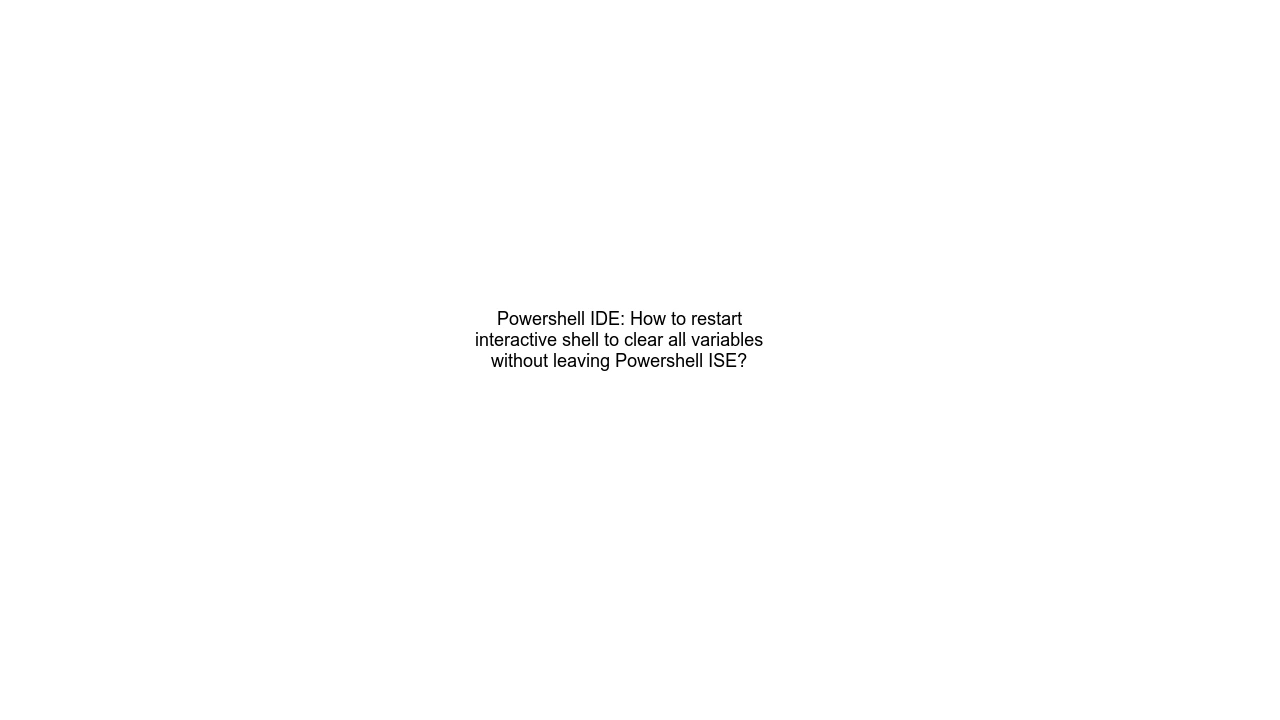 Powershell IDE: How to restart
interactive shell to clear all variables
without leaving Powershell ISE?